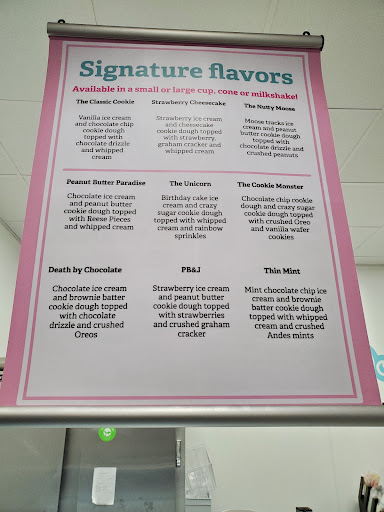 Signature flavors
Available in a small or large cup, cone or milkshake!
The Classic Cookie
Vanilla ice cream
and chocolate chip
cookie dough
topped with
chocolate drizzle
and whipped
cream
Strawberry Cheesecake
Strawberry ice cream
and cheesecake
cookie dough topped
with strawberry,
graham cracker and
whipped cream
The Nutty Moose
Moose tracks ice
cream and peanut
butter cookie dough
topped with
chocolate drizzle and
crushed peanuts
Peanut Butter Paradise
Chocolate ice cream
and peanut butter
cookie dough
topped with
Reese Pieces
and whipped cream
The Unicorn
Birthday cake ice
cream and crazy
sugar cookie dough
topped with whipped
cream and rainbow
sprinkles
The Cookie Monster
Chocolate chip cookie
dough and crazy sugar
cookie dough topped
with crushed Oreo
and vanilla wafer
cookies
Death by Chocolate
Chocolate ice cream
and brownie batter
cookie dough topped
with chocolate
drizzle and crushed
Oreos
PB&J
Strawberry ice cream
and peanut butter
cookie dough topped
with strawberries
and crushed graham
cracker
Thin Mint
Mint chocolate chip ice
cream and brownie
batter cookie dough
topped with whipped
cream and crushed
Andes mints